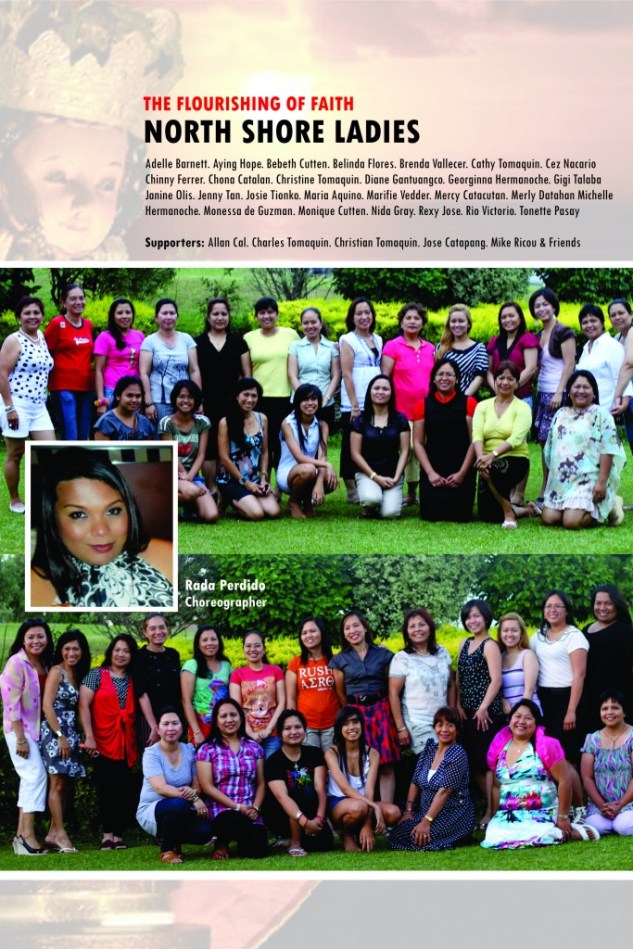 THE FLOURISHING OF FAITH
NORTH SHORE LADIES
Adelle Barnett. Aying Hope. Bebeth Cutten. Belinda Flores. Brenda Vallecer. Cathy Tomaquin. Cez Nacario
Chinny Ferrer. Chona Catalan. Christine Tomaquin. Diane Gantuangco. Georginna Hermanoche. Gigi Talaba
Janine Olis. Jenny Tan. Josie Tionko. Maria Aquino. Marifie Vedder. Mercy Catacutan. Merly Datahan Michelle
Hermanoche. Monessa de Guzman. Monique Cutten. Nida Gray. Rexy Jose. Rio Victorio. Tonette Pasay
Supporters: Allan Cal. Charles Tomaquin. Christian Tomaquin. Jose Catapang. Mike Ricou & Friends
Rada Perdido
Choreographer
RUSH
AERO